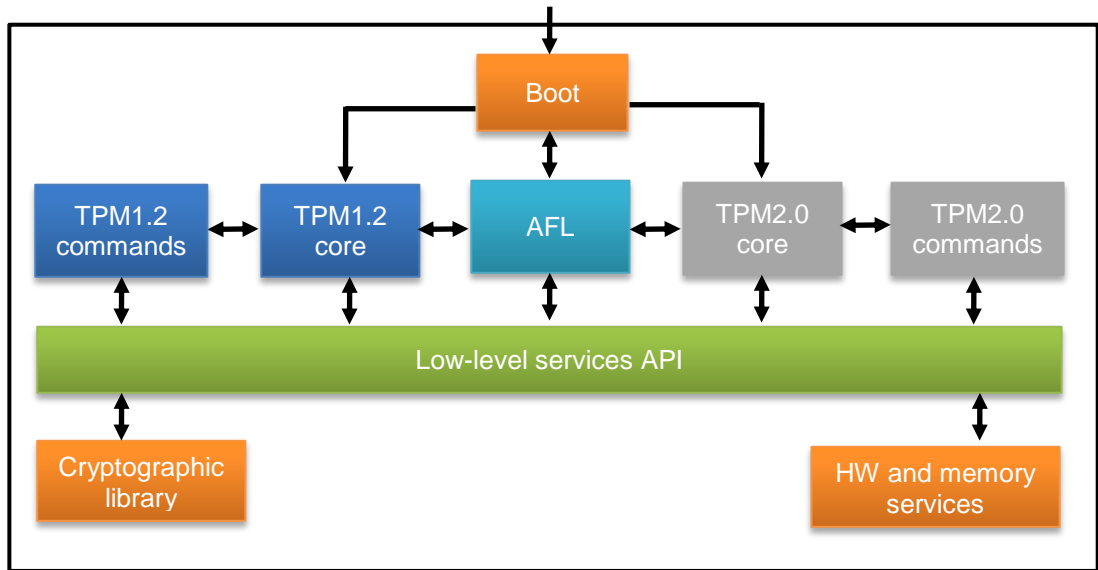 Boot
TPM1.2
commands
TPM1.2
core
AFL
TPM2.0
core
TPM2.0
commands
Low-level services API
Cryptographic
library
HW and memory
services